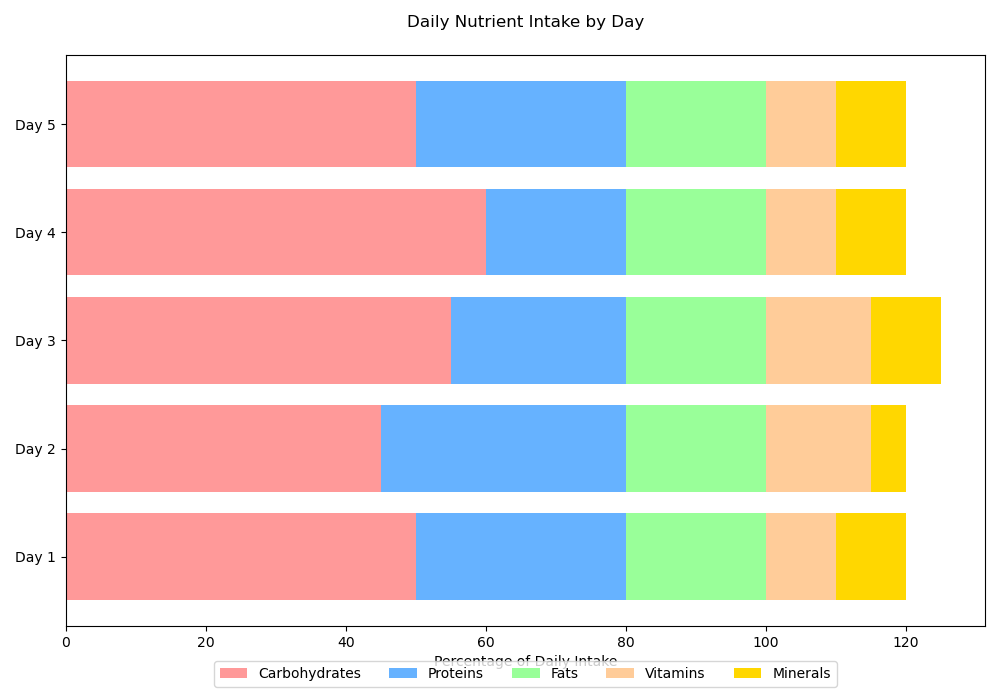 Daily Nutrient Intake by Day
Day 5
Day 4
Day 3
Day 2
Day 1
0 20 40 60 80 100 120
Percentage of Daily Intake
Carbohydrates Proteins Fats Vitamins Minerals